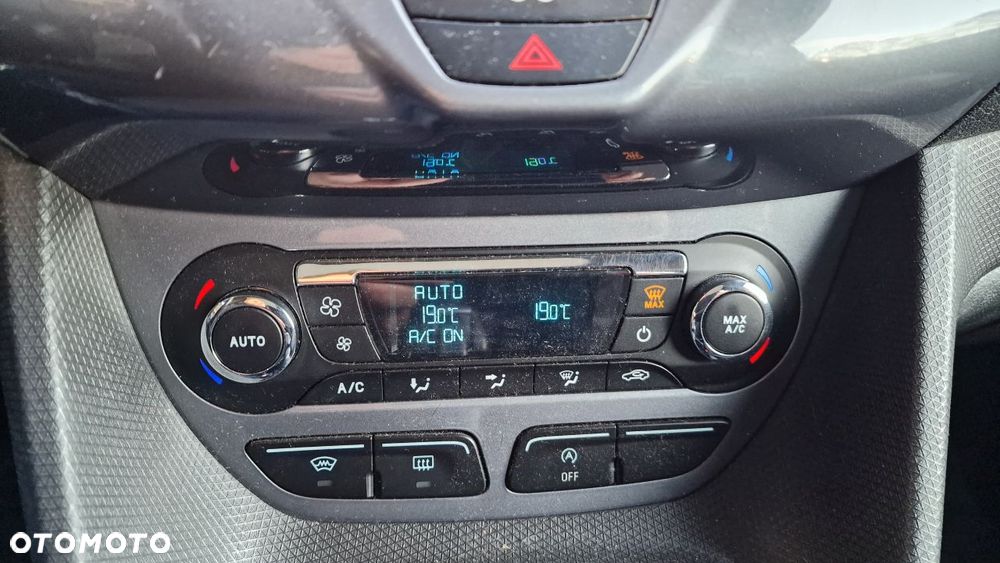 AUTO
19.0°C 19.0°C
A/C ON
MAX
AUTO
MAX
A/C
A/C
OFF
OTOMOTO